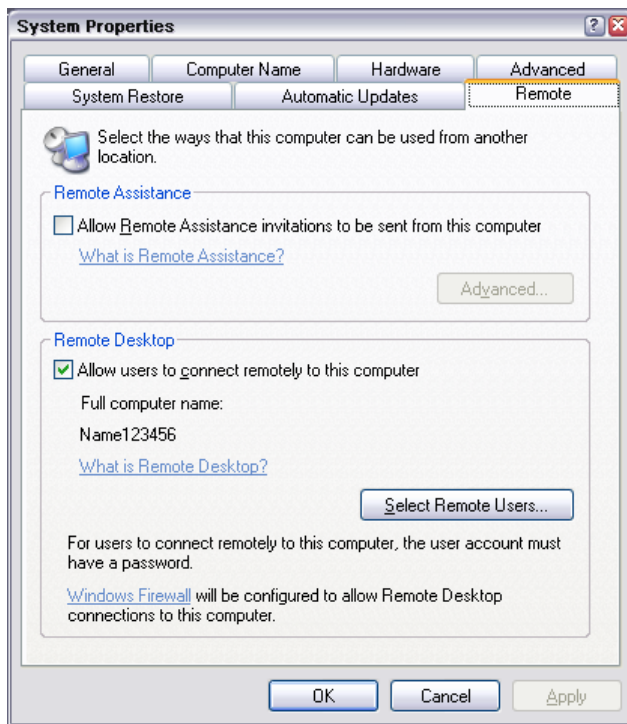 System Properties
General Computer Name Hardware Advanced
System Restore Automatic Updates Remote
Select the ways that this computer can be used from another
location.
Remote Assistance
Allow Remote Assistance invitations to be sent from this computer
What is Remote Assistance?
Advanced...
Remote Desktop
Allow users to connect remotely to this computer
Full computer name:
Name123456
What is Remote Desktop?
Select Remote Users...
For users to connect remotely to this computer, the user account must
have a password.
Windows Firewall will be configured to allow Remote Desktop
connections to this computer.
OK Cancel Apply